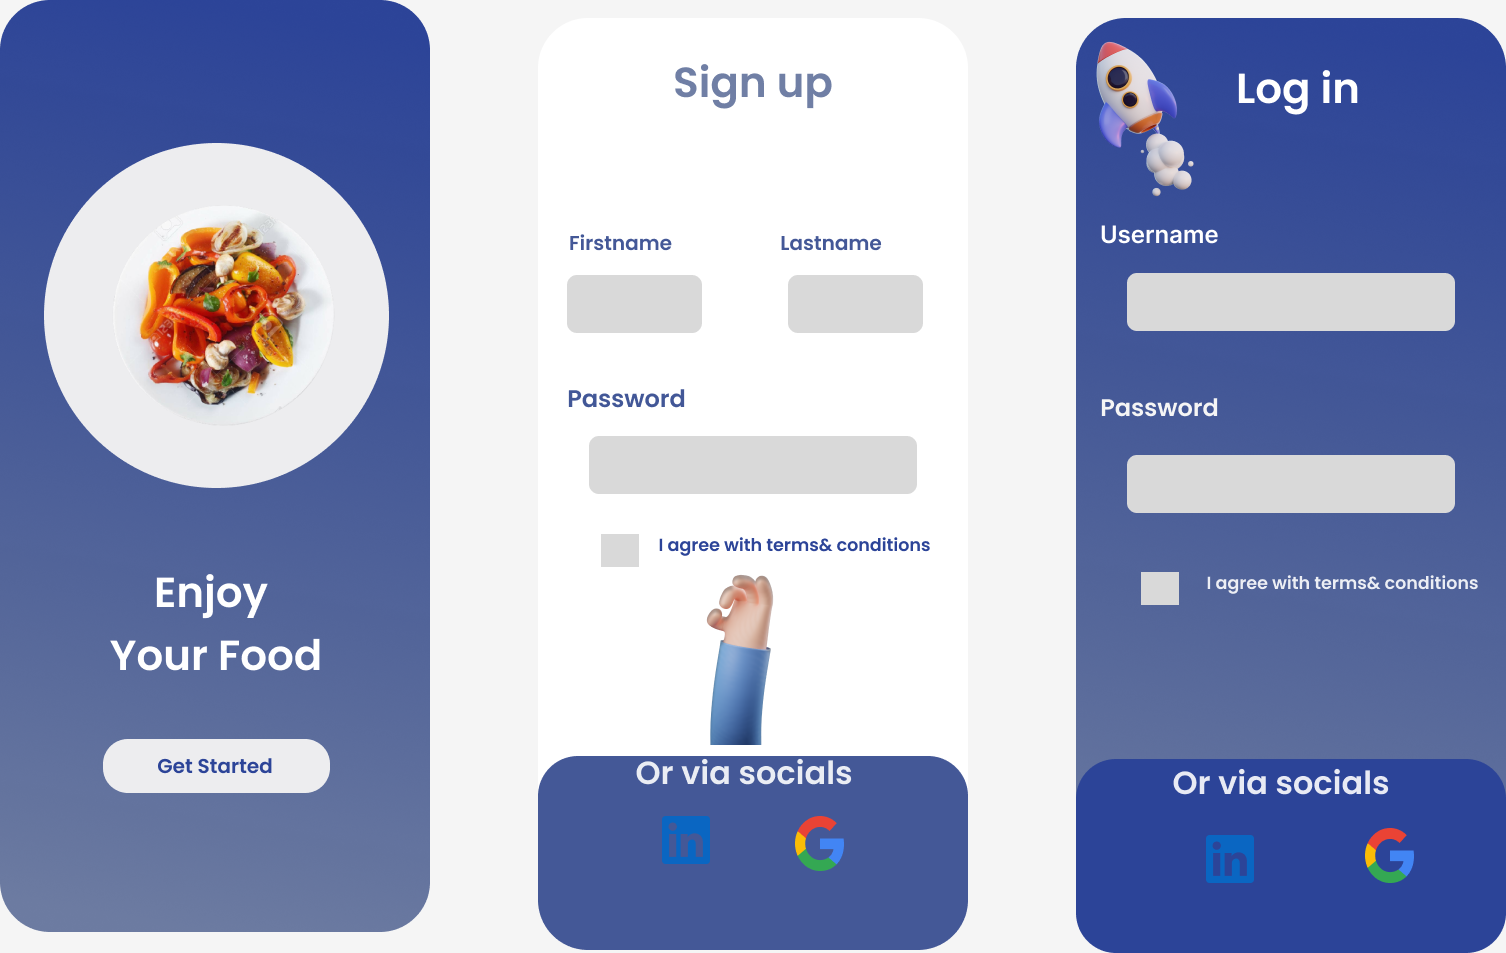 Enjoy
Your Food
Get Started
Sign up
Firstname
Lastname
Password
I agree with terms& conditions
Or via socials
in
Log in
Username
Password
I agree with terms& conditions
Or via socials
in